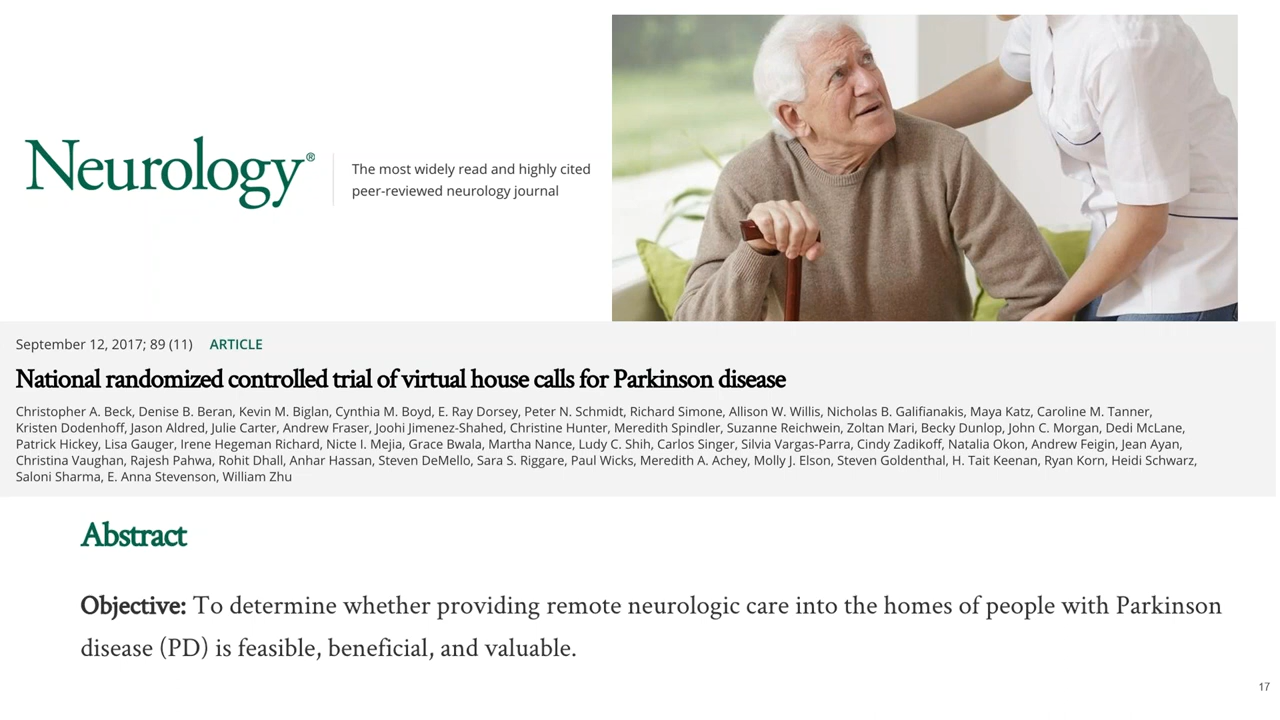 Neurology®
The most widely read and highly cited
peer-reviewed neurology journal
September 12, 2017; 89 (11) ARTICLE
National randomized controlled trial of virtual house calls for Parkinson disease
Christopher A. Beck, Denise B. Beran, Kevin M. Biglan, Cynthia M. Boyd, E. Ray Dorsey, Peter N. Schmidt, Richard Simone, Allison W. Willis, Nicholas B. Galifianakis, Maya Katz, Caroline M. Tanner,
Kristen Dodenhoff, Jason Aldred, Julie Carter, Andrew Fraser, Joohi Jimenez-Shahed, Christine Hunter, Meredith Spindler, Suzanne Reichwein, Zoltan Mari, Becky Dunlop, John C. Morgan, Dedi McLane,
Patrick Hickey, Lisa Gauger, Irene Hegeman Richard, Nicte I. Mejia, Grace Bwala, Martha Nance, Ludy C. Shih, Carlos Singer, Silvia Vargas-Parra, Cindy Zadikoff, Natalia Okon, Andrew Feigin, Jean Ayan,
Christina Vaughan, Rajesh Pahwa, Rohit Dhall, Anhar Hassan, Steven DeMello, Sara S. Riggare, Paul Wicks, Meredith A. Achey, Molly J. Elson, Steven Goldenthal, H. Tait Keenan, Ryan Korn, Heidi Schwarz,
Saloni Sharma, E. Anna Stevenson, William Zhu
Abstract
Objective: To determine whether providing remote neurologic care into the homes of people with Parkinson
disease (PD) is feasible, beneficial, and valuable.
17